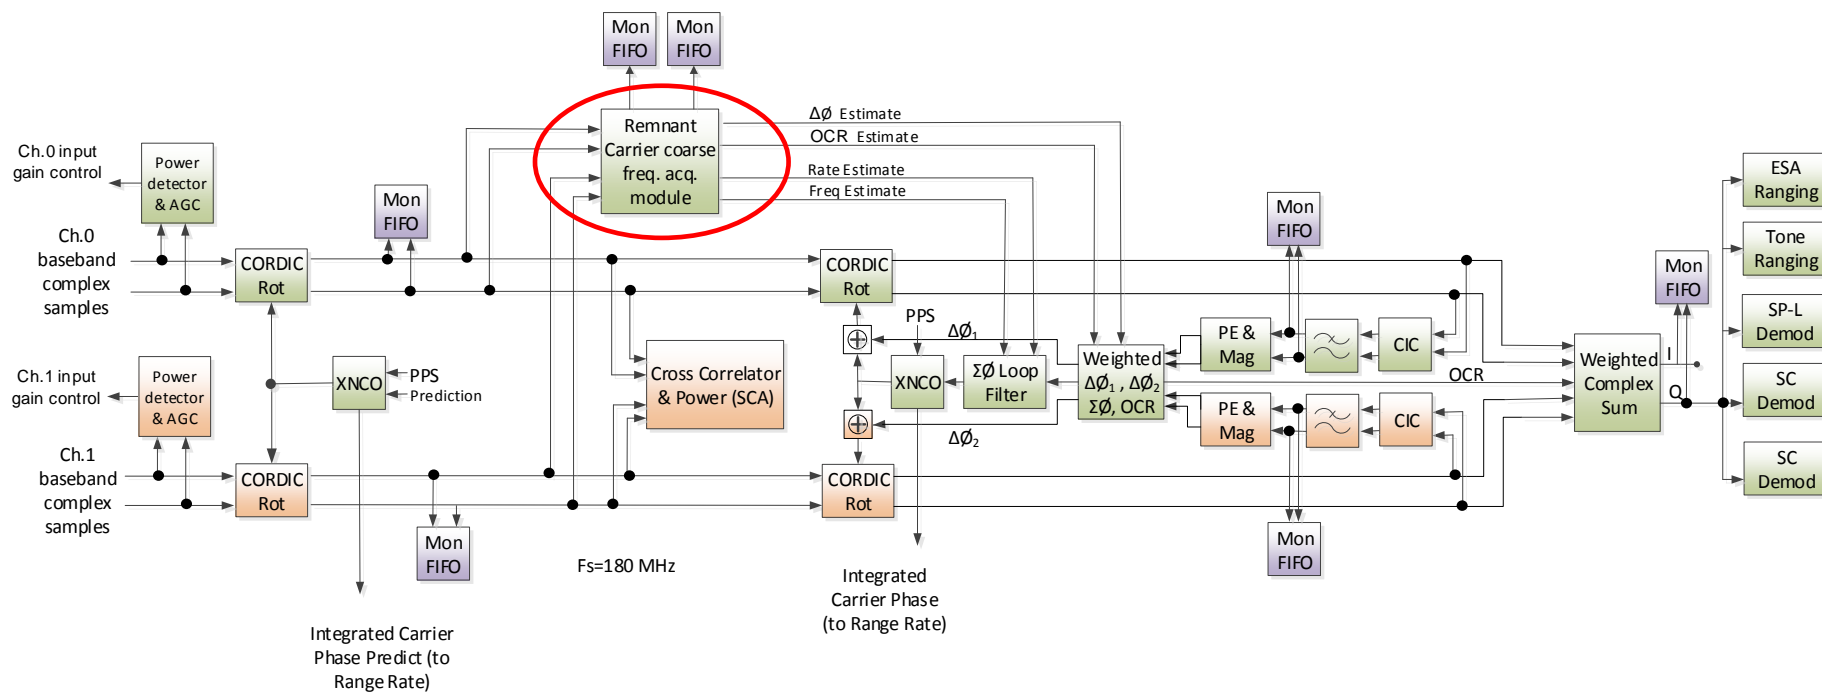 Mon
FIFO
Mon
FIFO
Remnant
Carrier coarse
freq. acq.
module
ΔØ Estimate
OCR Estimate
Rate Estimate
Freq Estimate
Ch.0 input
gain control
Power
detector
& AGC
Mon
FIFO
Ch.0
baseband
complex
samples
CORDIC
Rot
CORDIC
Rot
Mon
FIFO
Mon
FIFO
ESA
Ranging
Tone
Ranging
SP-L
Demod
SC
Demod
SC
Demod
PPS
ΔØ1
XNCO
ΣØ Loop
Filter
Weighted
ΔØ1 , ΔØ2
ΣØ, OCR
PE &
Mag
CIC
OCR
Weighted
Complex
Sum
I
Q
Ch.1 input
gain control
Power
detector
& AGC
XNCO
PPS
Prediction
Cross Correlator
& Power (SCA)
ΔØ2
PE &
Mag
CIC
Ch.1
baseband
complex
samples
CORDIC
Rot
CORDIC
Rot
Mon
FIFO
Mon
FIFO
Fs=180 MHz
Integrated
Carrier Phase
(to Range Rate)
Integrated Carrier
Phase Predict (to
Range Rate)